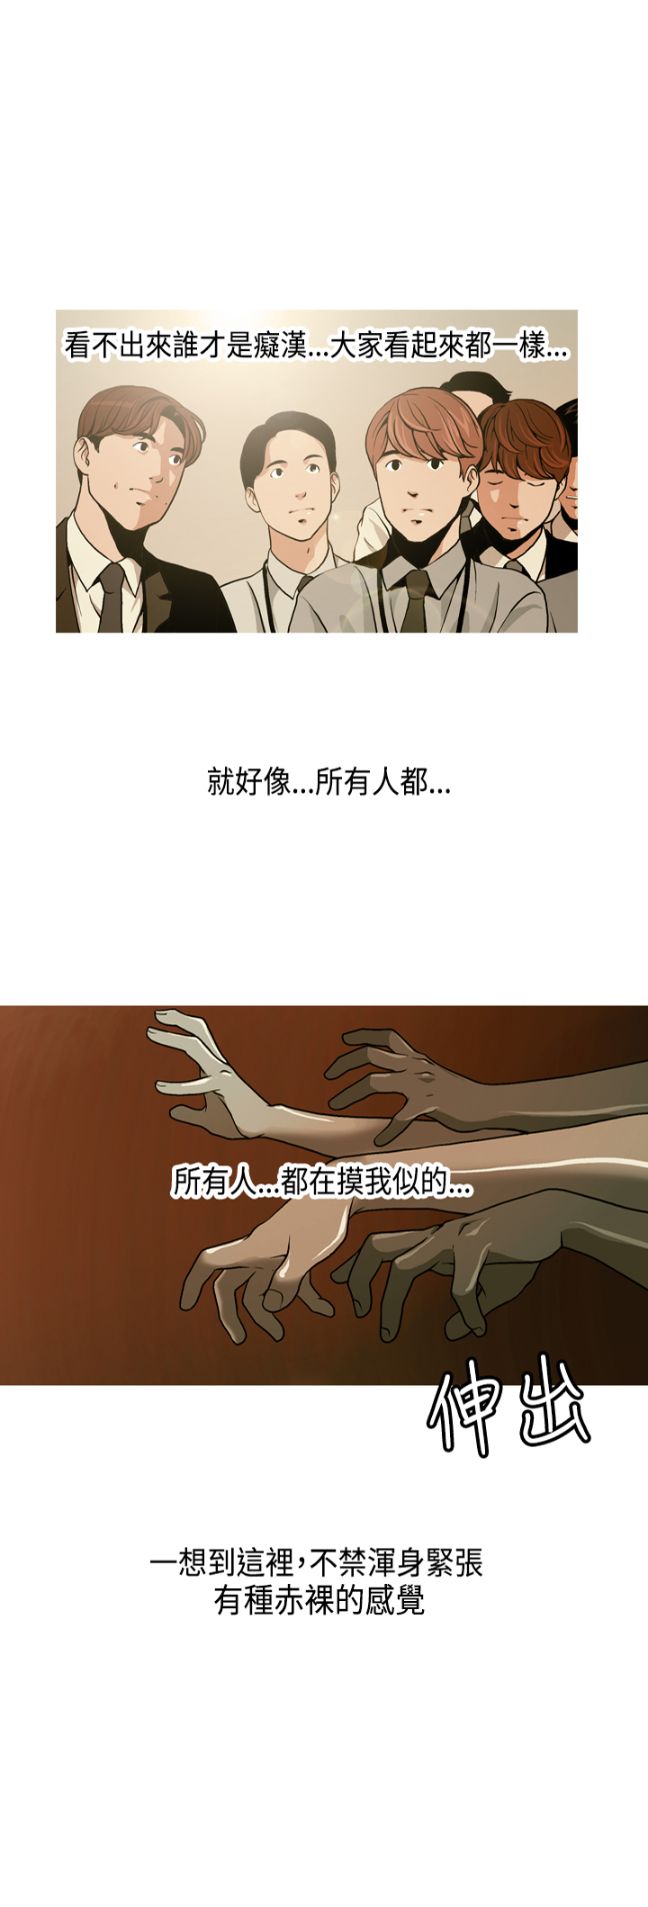 看不出來誰才是癡漢...大家看起來都一樣...
就好像...所有人都...
所有人...都在摸我似的...
伸出
一想到這裡,不禁渾身緊張
有種赤裸的感覺